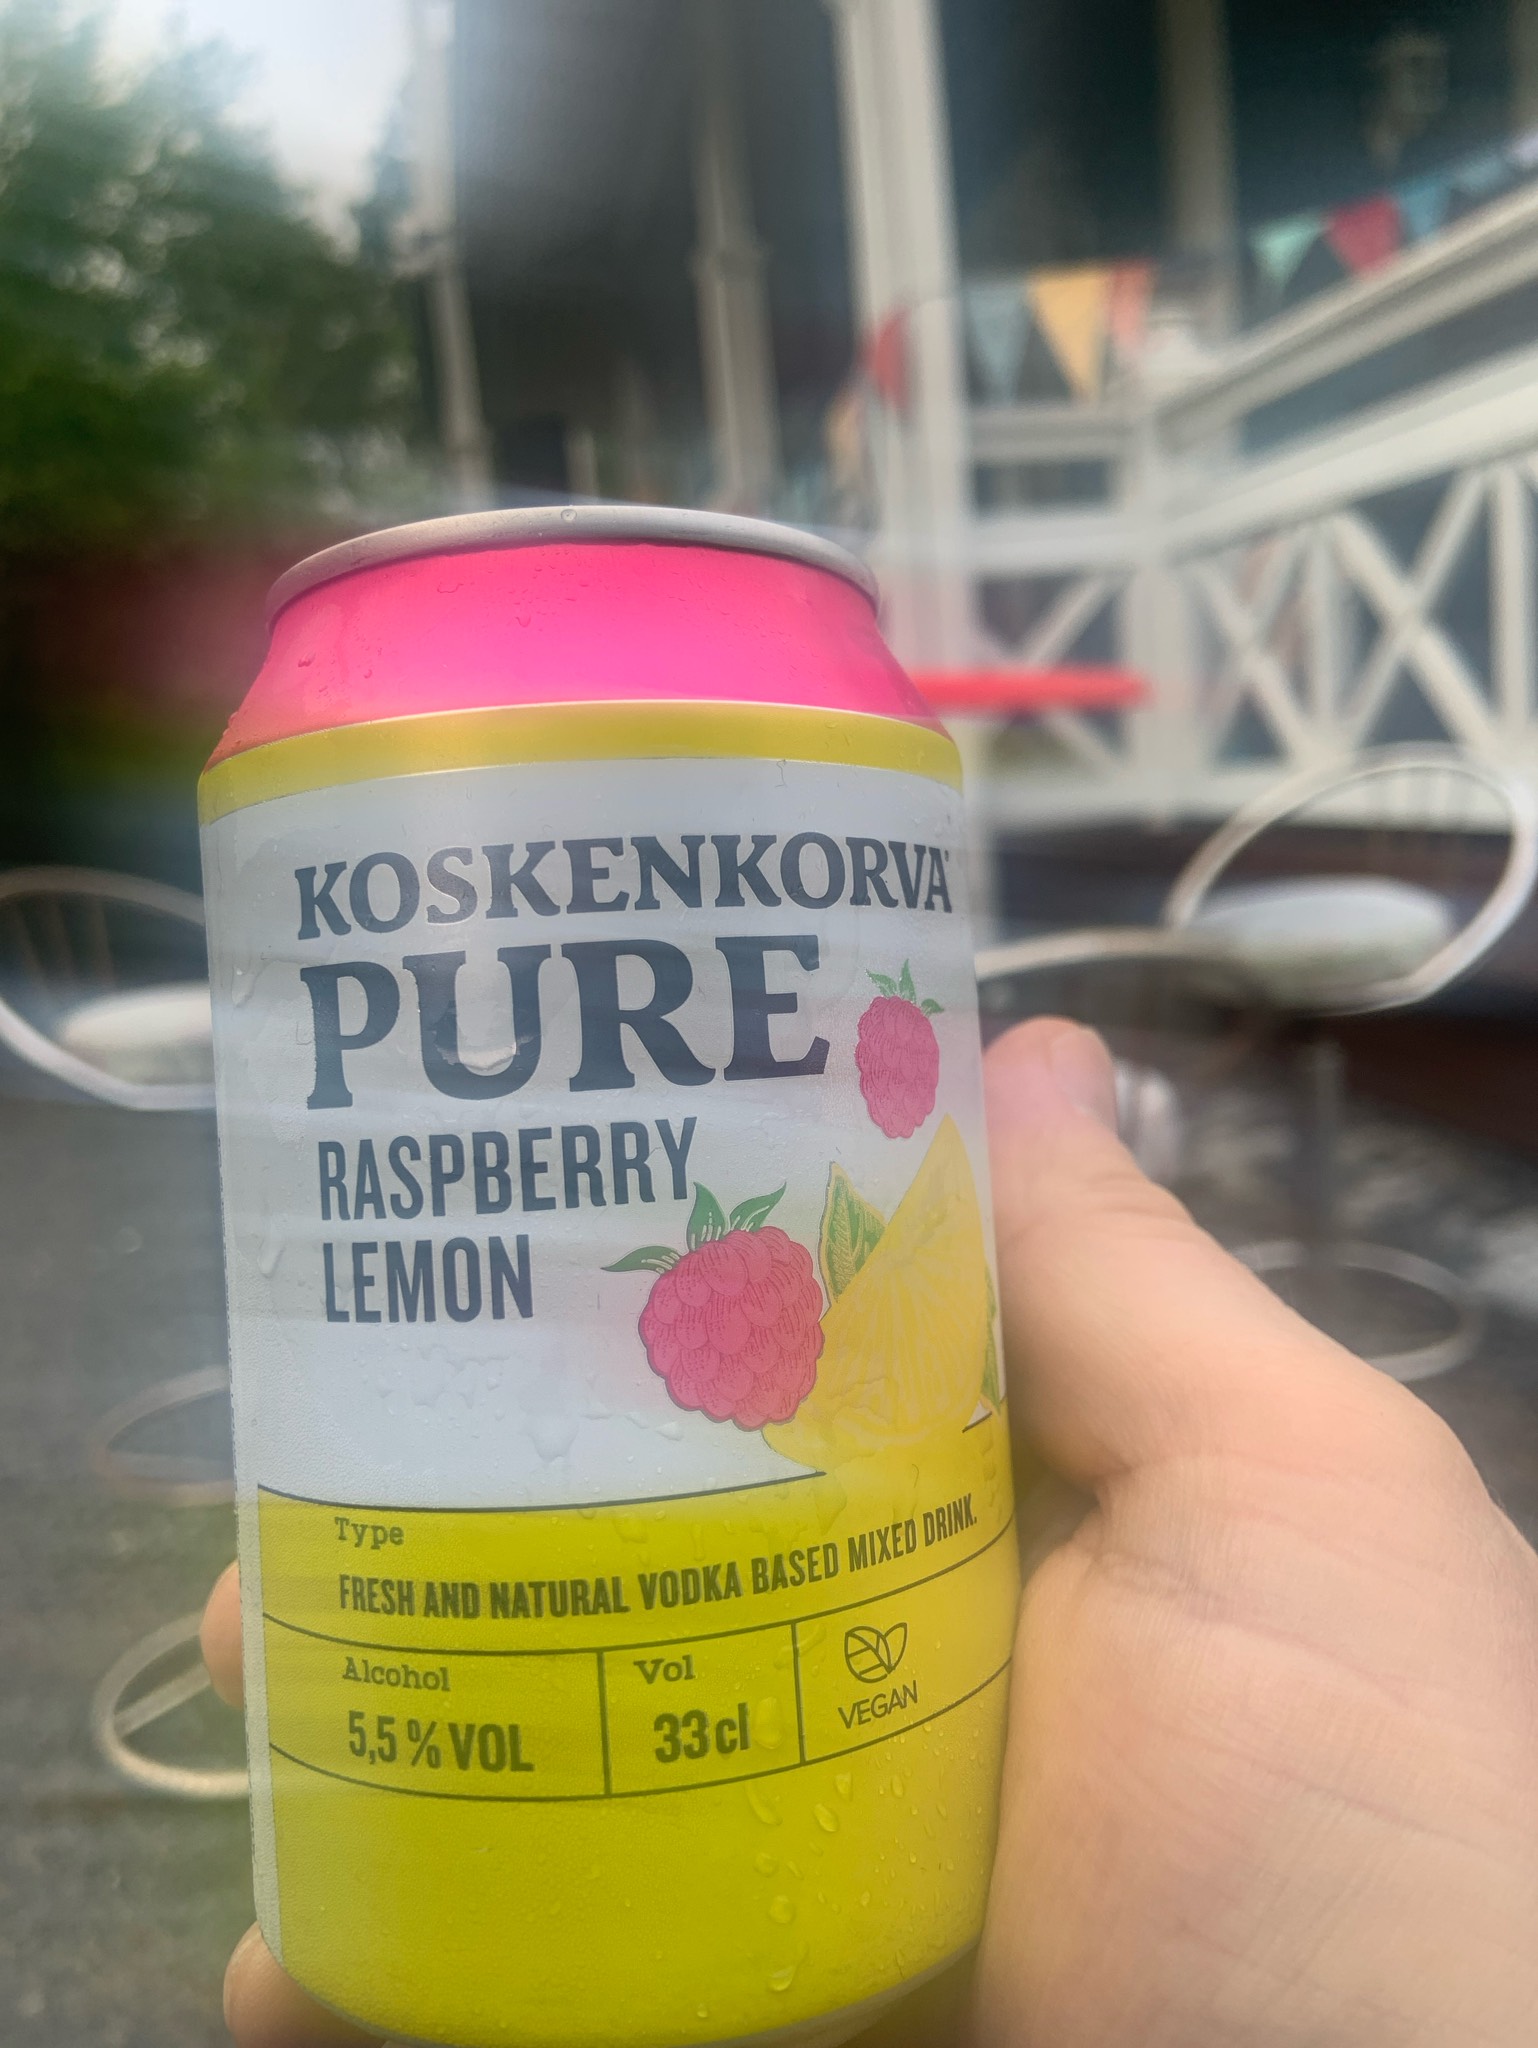 KOSKENKORVA
PURE
RASPBERRY
LEMON
Type
FRESH AND NATURAL VODKA BASED MIXED DRINK.
Alcohol
5,5 % VOL
Vol
33cl
VEGAN